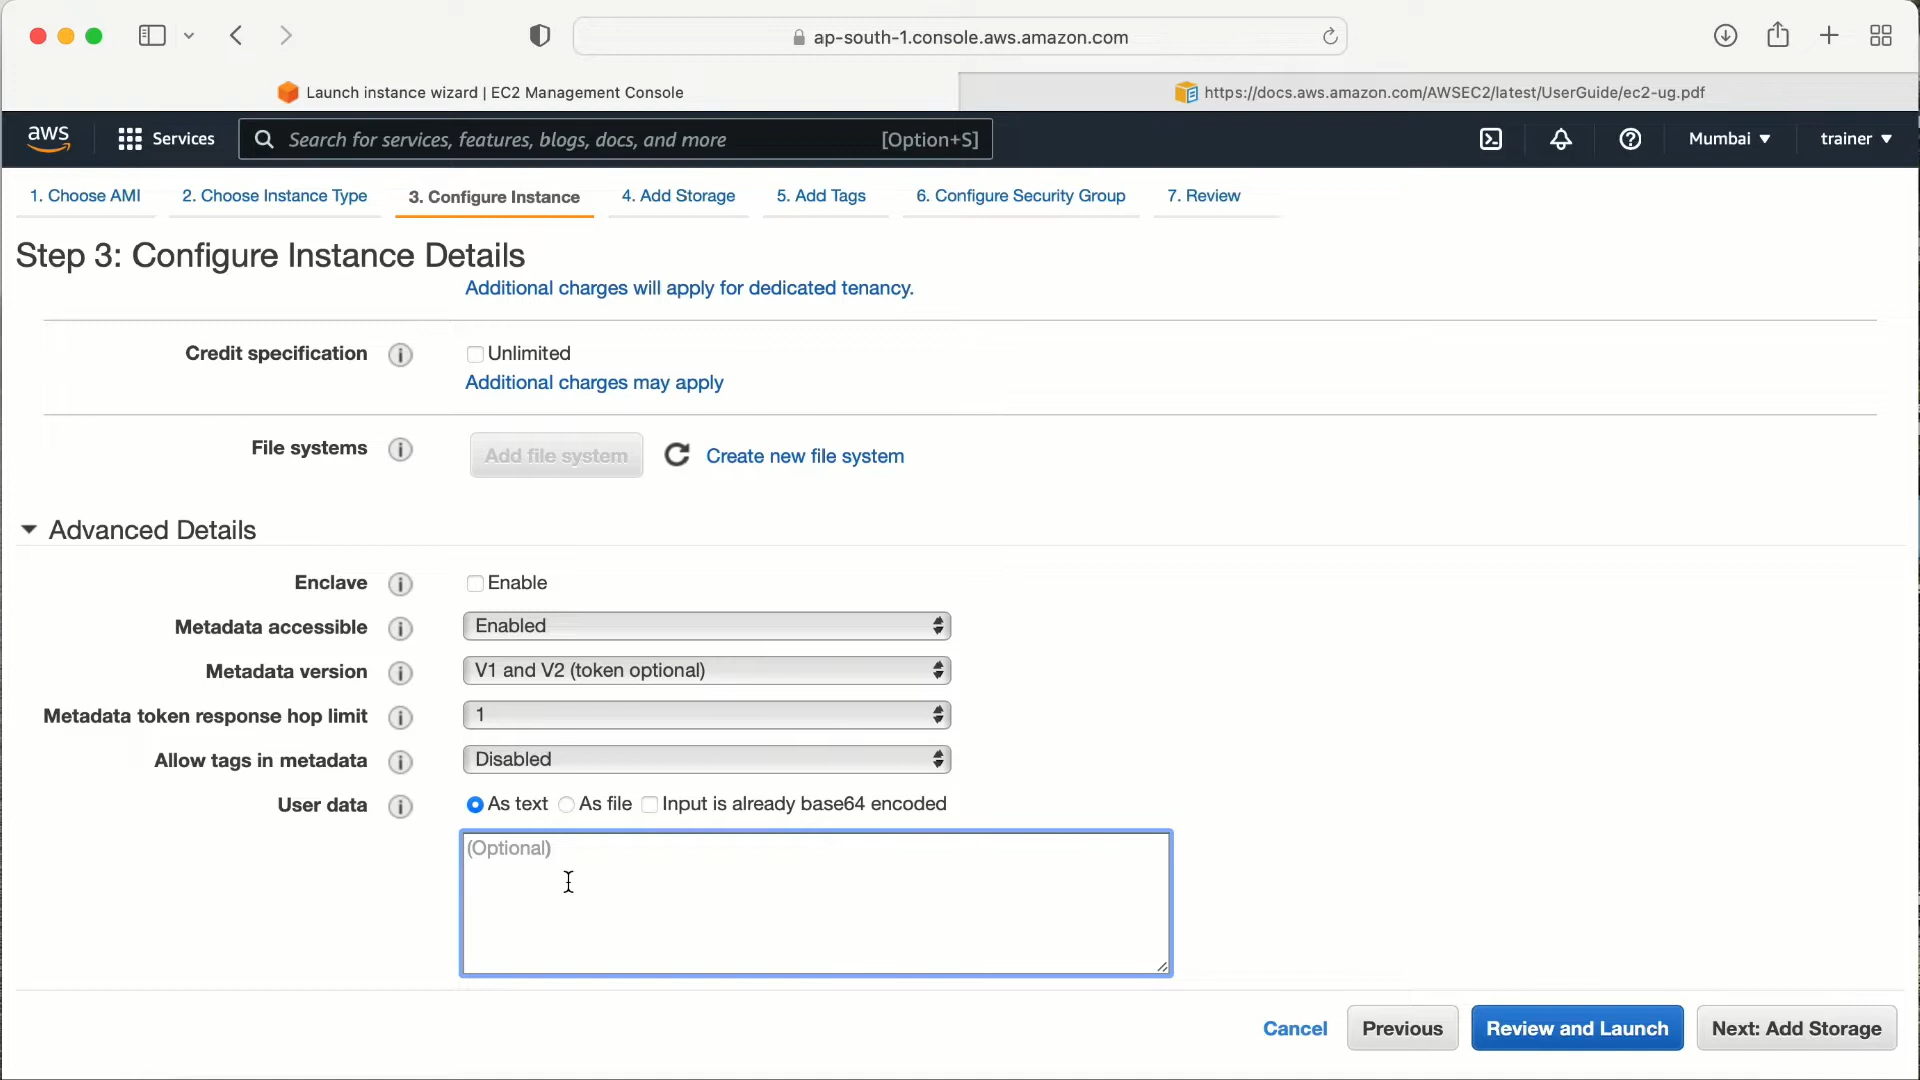 ap-south-1.console.aws.amazon.com
Launch instance wizard | EC2 Management Console
https://docs.aws.amazon.com/AWSEC2/latest/UserGuide/ec2-ug.pdf
aws
Services
Search for services, features, blogs, docs, and more
[Option+S]
Mumbai
trainer
1. Choose AMI
2. Choose Instance Type
3. Configure Instance
4. Add Storage
5. Add Tags
6. Configure Security Group
7. Review
Step 3: Configure Instance Details
Additional charges will apply for dedicated tenancy.
Credit specification
Unlimited
Additional charges may apply
File systems
Add file system
Create new file system
Advanced Details
Enclave
Enable
Metadata accessible
Enabled
Metadata version
V1 and V2 (token optional)
Metadata token response hop limit
1
Allow tags in metadata
Disabled
User data
As text
As file
Input is already base64 encoded
(Optional)
Cancel
Previous
Review and Launch
Next: Add Storage